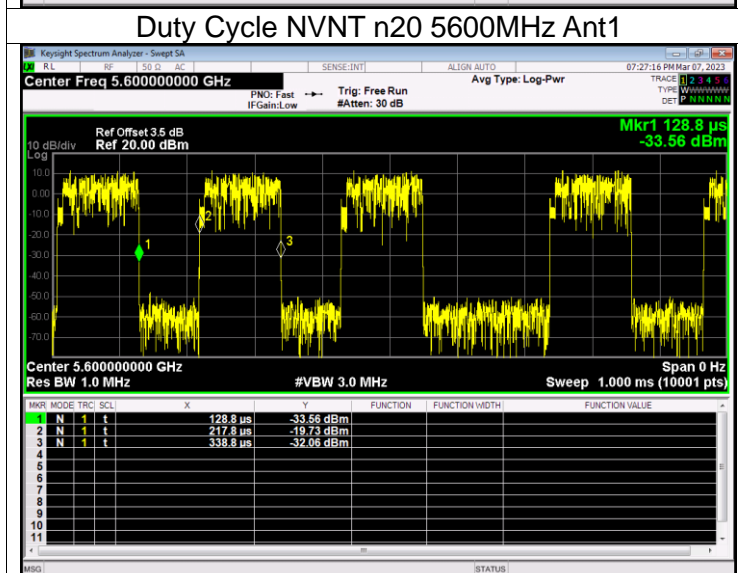 Duty Cycle NVNT n20 5600MHz Ant1
Keysight Spectrum Analyzer - Swept SA
RL RF 50 Ω AC SENSE:INT ALIGN AUTO 07:27:16 PM Mar 07, 2023
Center Freq 5.600000000 GHz Avg Type: Log-Pwr TRACE 1 2 3 4 5 6
PNO: Fast Trig: Free Run TYPE WWWWWW
IFGain:Low #Atten: 30 dB DET P N N N N N
Mkr1 128.8 µs
-33.56 dBm
Ref Offset 3.5 dB
10 dB/div Ref 20.00 dBm
Log
10.0
0.00
-10.0
-20.0
-30.0
-40.0
-50.0
-60.0
-70.0
1
2
3
Center 5.600000000 GHz Span 0 Hz
Res BW 1.0 MHz #VBW 3.0 MHz Sweep 1.000 ms (10001 pts)
MKR MODE TRC SCL X Y FUNCTION FUNCTION WIDTH FUNCTION VALUE
1 N 1 t 128.8 µs -33.56 dBm
2 N 1 t 217.8 µs -19.73 dBm
3 N 1 t 338.8 µs -32.06 dBm
4
5
6
7
8
9
10
11
MSG STATUS